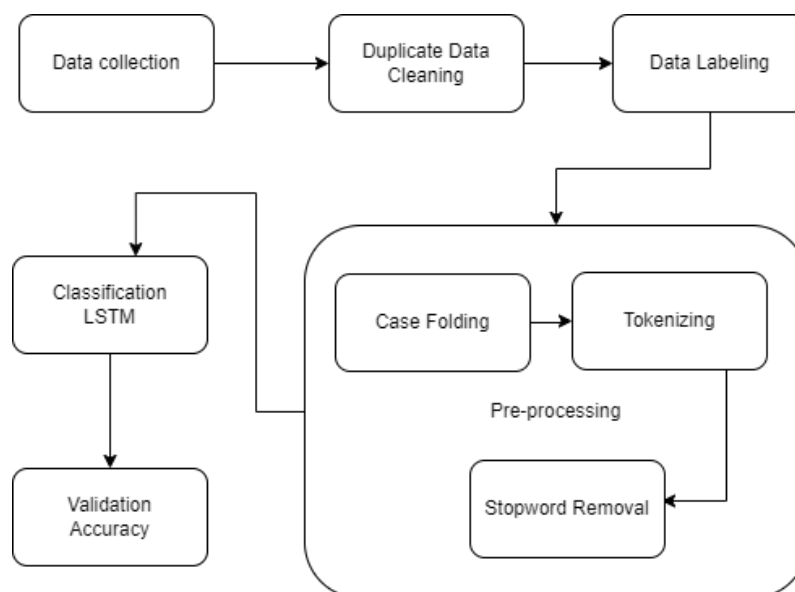 Data collection
Duplicate Data
Cleaning
Data Labeling
Case Folding
Tokenizing
Pre-processing
Stopword Removal
Classification
LSTM
Validation
Accuracy